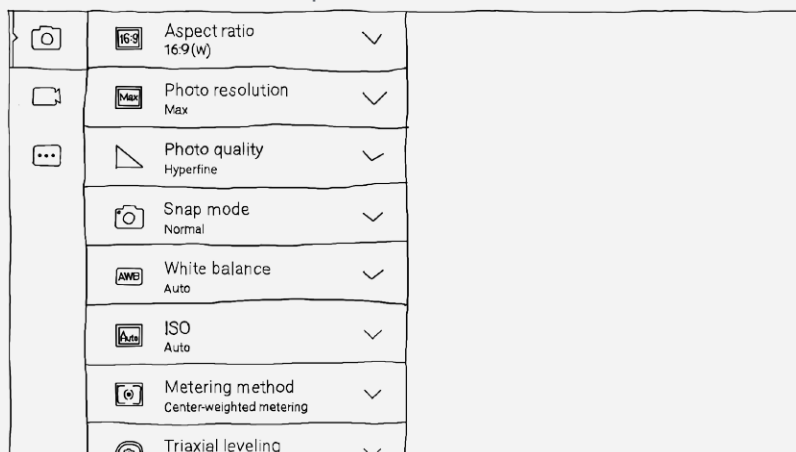 16:9
Aspect ratio
16:9(W)
Max
Photo resolution
Max
Photo quality
Hyperfine
Snap mode
Normal
AWB
White balance
Auto
Auto
ISO
Auto
Metering method
Center-weighted metering
Triaxial leveling